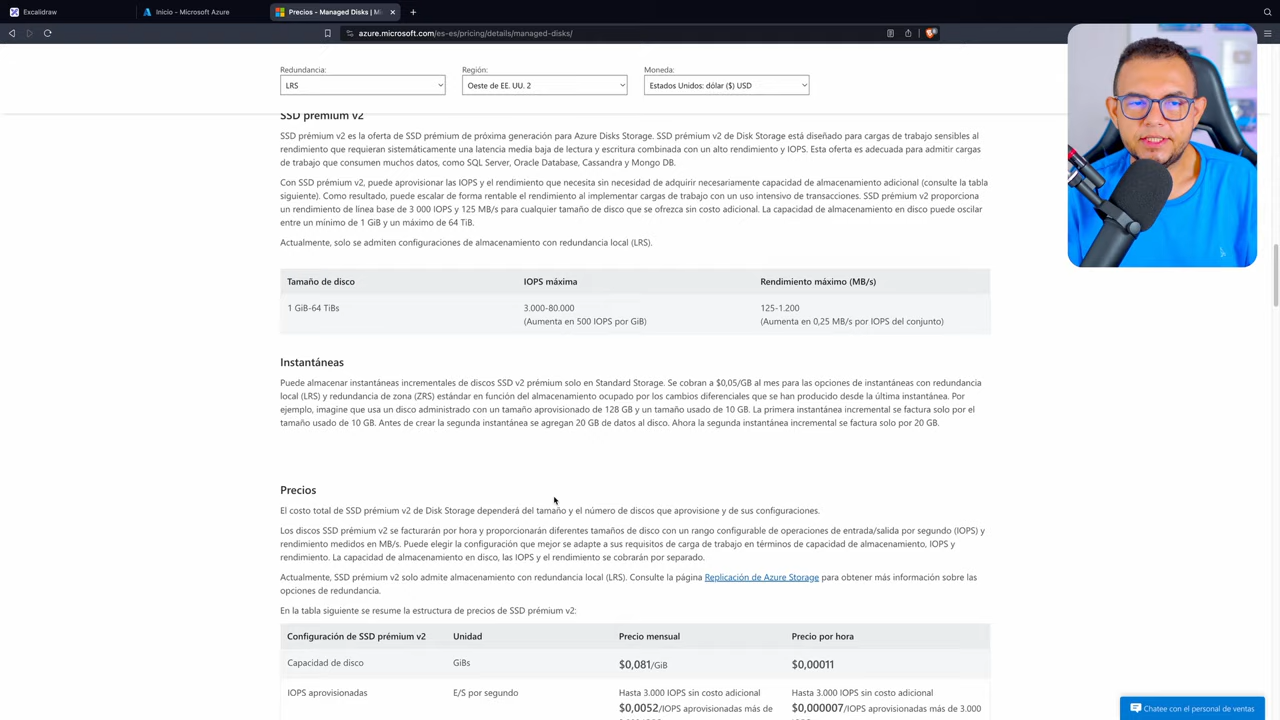 Excalidraw
Inicio - Microsoft Azure
Precios - Managed Disks | Mi
azure.microsoft.com/es-es/pricing/details/managed-disks/
Redundancia:
Región:
Moneda:
LRS
Oeste de EE. UU. 2
Estados Unidos: dólar ($) USD
SSD prémium v2
SSD prémium v2 es la oferta de SSD prémium de próxima generación para Azure Disks Storage. SSD prémium v2 de Disk Storage está diseñado para cargas de trabajo sensibles al
rendimiento que requieran sistemáticamente una latencia media baja de lectura y escritura combinada con un alto rendimiento y IOPS. Esta oferta es adecuada para admitir cargas
de trabajo que consumen muchos datos, como SQL Server, Oracle Database, Cassandra y Mongo DB.
Con SSD prémium v2, puede aprovisionar las IOPS y el rendimiento que necesita sin necesidad de adquirir necesariamente capacidad de almacenamiento adicional (consulte la tabla
siguiente). Como resultado, puede escalar de forma rentable el rendimiento al implementar cargas de trabajo con un uso intensivo de transacciones. SSD prémium v2 proporciona
un rendimiento de línea base de 3 000 IOPS y 125 MB/s para cualquier tamaño de disco que se ofrezca sin costo adicional. La capacidad de almacenamiento en disco puede oscilar
entre un mínimo de 1 GiB y un máximo de 64 TiB.
Actualmente, solo se admiten configuraciones de almacenamiento con redundancia local (LRS).
Tamaño de disco
IOPS máxima
Rendimiento máximo (MB/s)
1 GiB-64 TiBs
3.000-80.000
125-1.200
(Aumenta en 500 IOPS por GiB)
(Aumenta en 0,25 MB/s por IOPS del conjunto)
Instantáneas
Puede almacenar instantáneas incrementales de discos SSD v2 prémium solo en Standard Storage. Se cobran a $0,05/GB al mes para las opciones de instantáneas con redundancia
local (LRS) y redundancia de zona (ZRS) estándar en función del almacenamiento ocupado por los cambios diferenciales que se han producido desde la última instantánea. Por
ejemplo, imagine que usa un disco administrado con un tamaño aprovisionado de 128 GB y un tamaño usado de 10 GB. La primera instantánea incremental se factura solo por el
tamaño usado de 10 GB. Antes de crear la segunda instantánea se agregan 20 GB de datos al disco. Ahora la segunda instantánea incremental se factura solo por 20 GB.
Precios
El costo total de SSD prémium v2 de Disk Storage dependerá del tamaño y el número de discos que aprovisione y de sus configuraciones.
Los discos SSD prémium v2 se facturarán por hora y proporcionarán diferentes tamaños de disco con un rango configurable de operaciones de entrada/salida por segundo (IOPS) y
rendimiento medidos en MB/s. Puede elegir la configuración que mejor se adapte a sus requisitos de carga de trabajo en términos de capacidad de almacenamiento, IOPS y
rendimiento. La capacidad de almacenamiento en disco, las IOPS y el rendimiento se cobrarán por separado.
Actualmente, SSD prémium v2 solo admite almacenamiento con redundancia local (LRS). Consulte la página Replicación de Azure Storage para obtener más información sobre las
opciones de redundancia.
En la tabla siguiente se resume la estructura de precios de SSD prémium v2:
Configuración de SSD prémium v2
Unidad
Precio mensual
Precio por hora
Capacidad de disco
GiBs
$0,081/GiB
$0,00011
IOPS aprovisionadas
E/S por segundo
Hasta 3.000 IOPS sin costo adicional
Hasta 3.000 IOPS sin costo adicional
$0,0052/IOPS aprovisionadas más de
$0,000007/IOPS aprovisionadas más de 3.000
Chatee con el personal de ventas